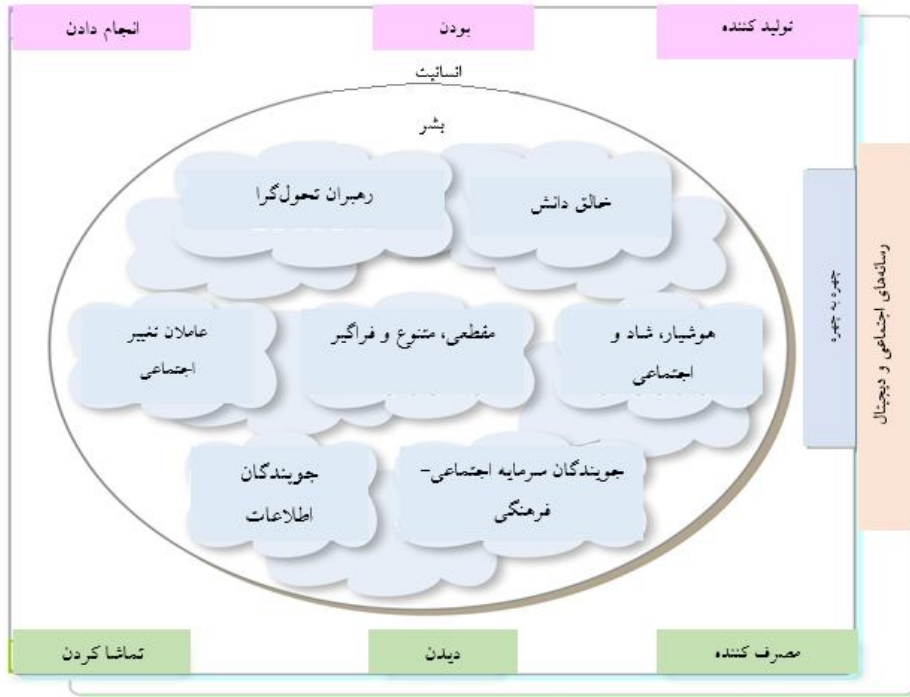 تولید کننده
بودن
انجام دادن
انسانیت
بشر
خالق دانش
رهبران تحول‌گرا
هوشیار، شاد و
اجتماعی
مقطعی، متنوع و فراگیر
عاملان تغییر
اجتماعی
جویندگان سرمایه اجتماعی-
فرهنگی
جویندگان
اطلاعات
چهره به چهره
رسانه‌های اجتماعی و دیجیتال
مصرف کننده
دیدن
تماشا کردن